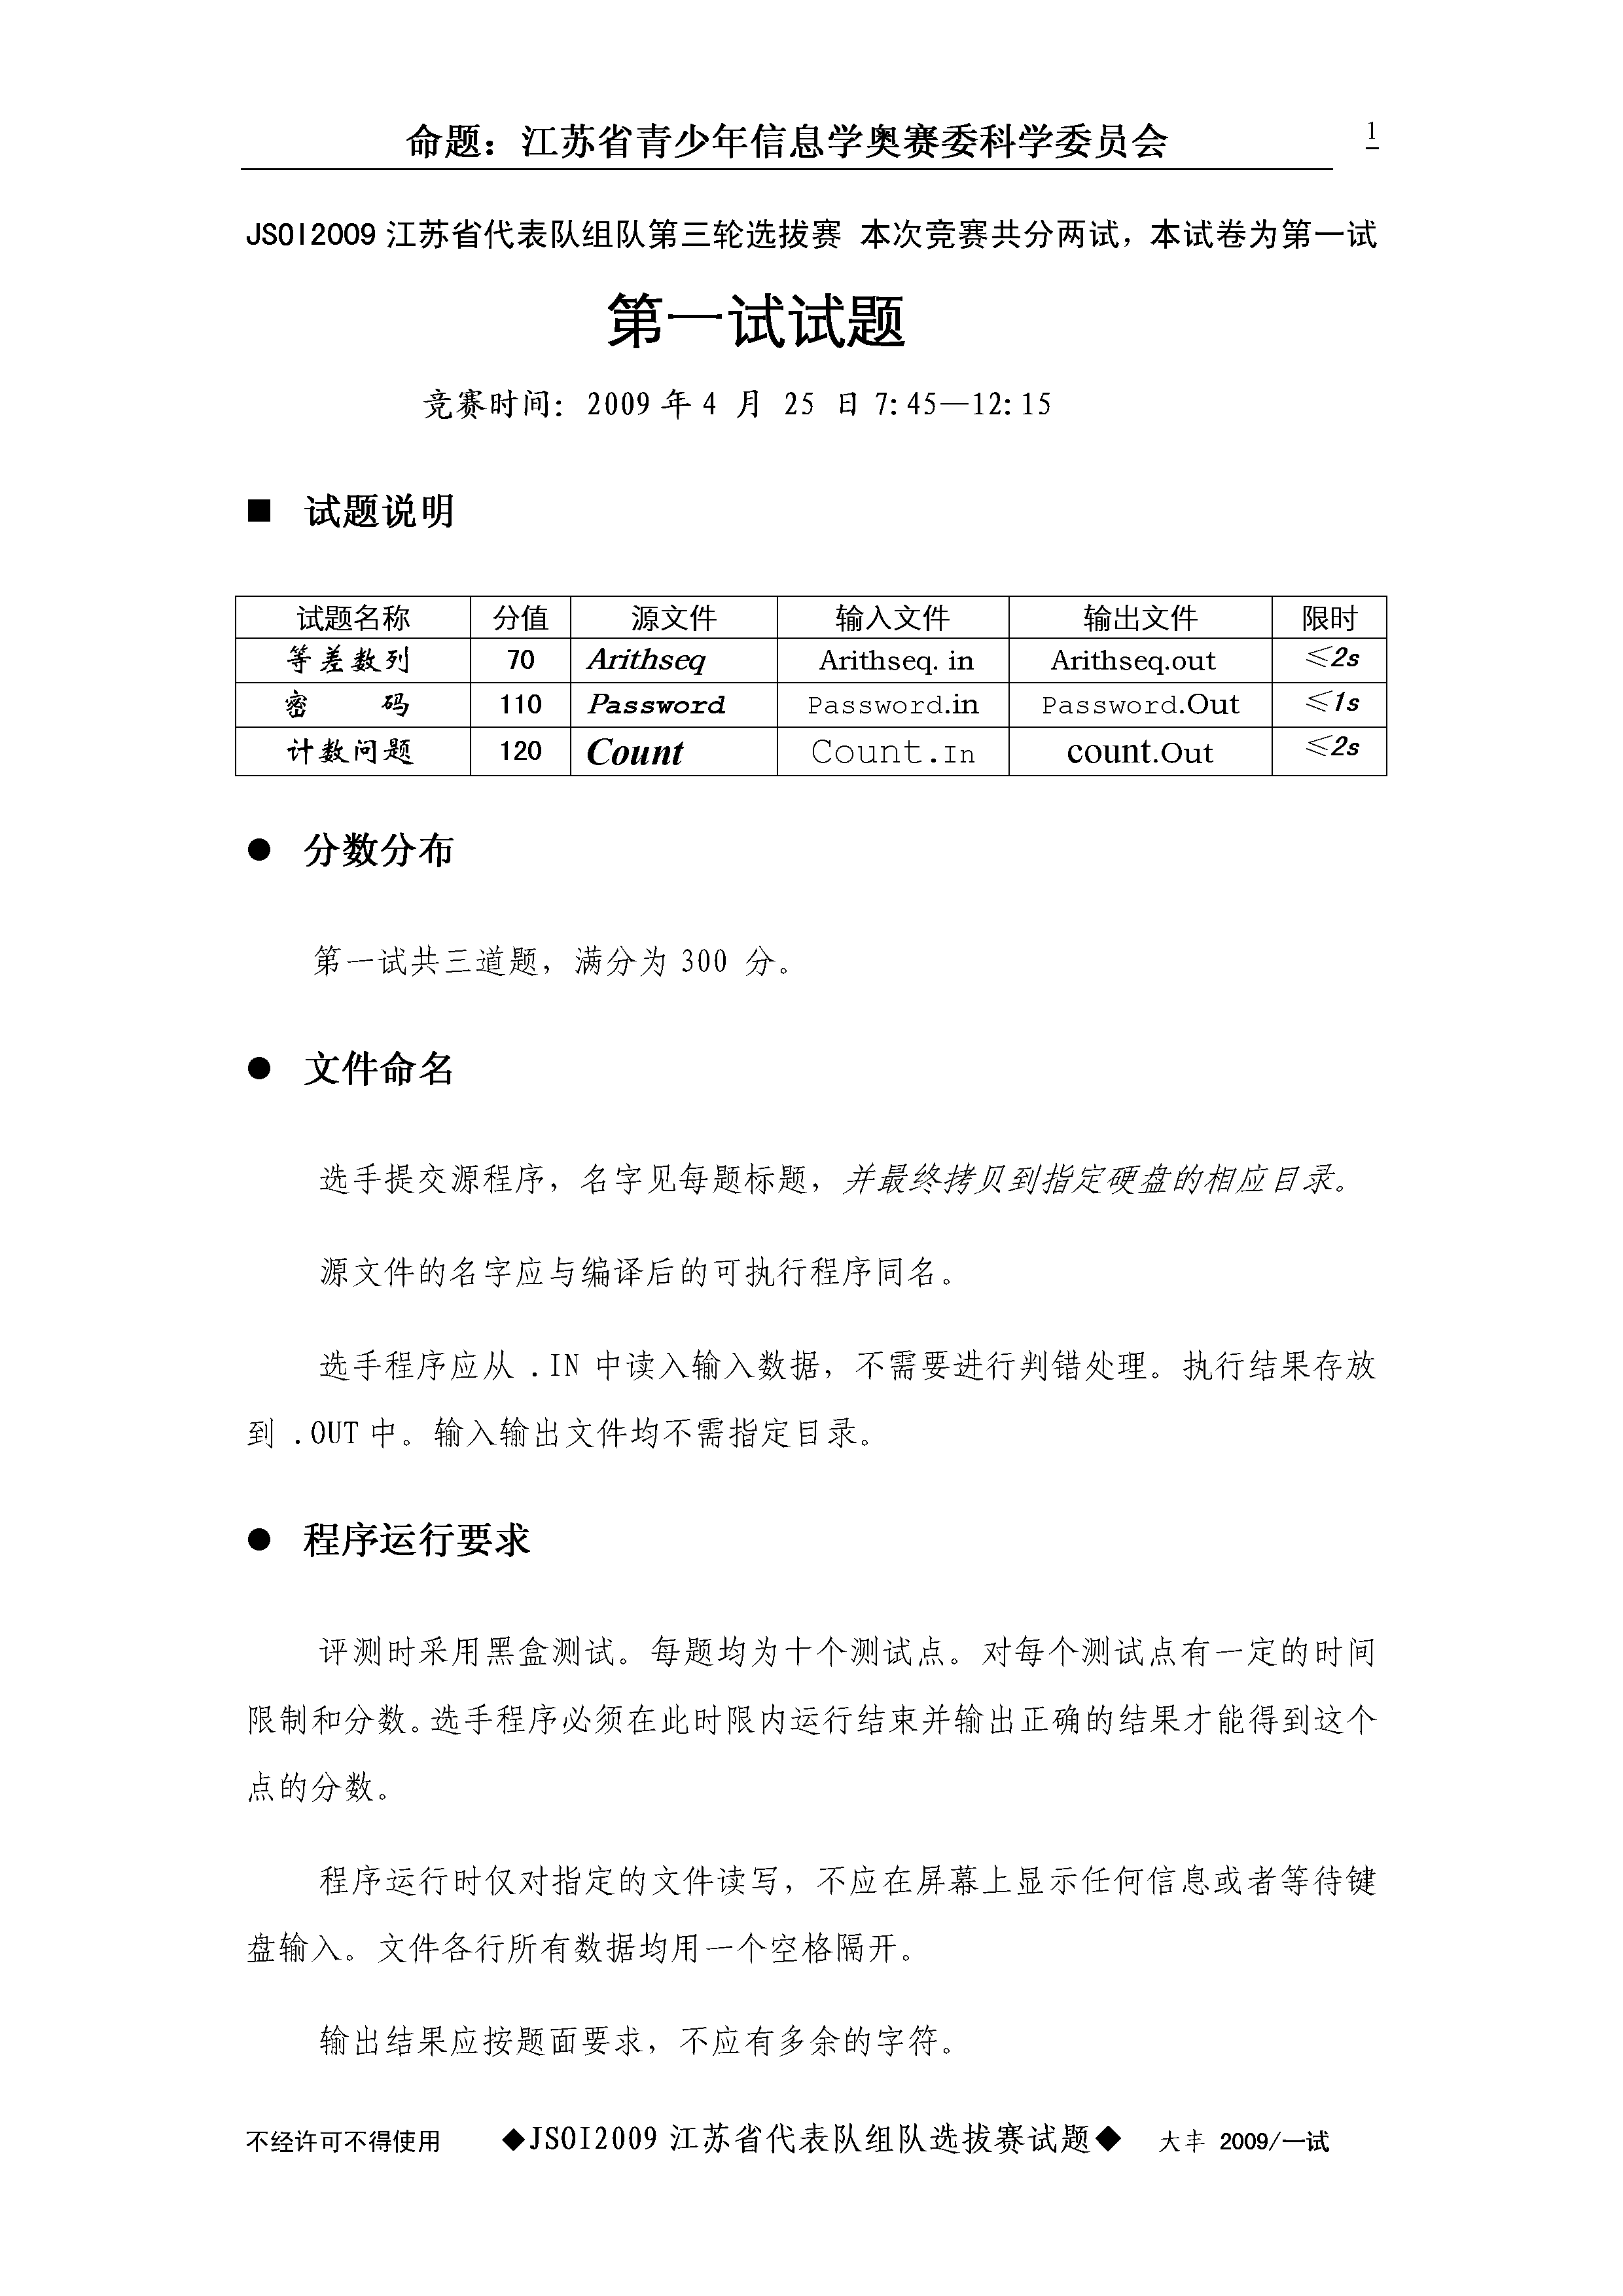 命题：江苏省青少年信息学奥赛委科学委员会 1
JSOI2009 江苏省代表队组队第三轮选拔赛 本次竞赛共分两试，本试卷为第一试
第一试试题
竞赛时间：2009 年 4 月 25 日 7:45—12:15
■ 试题说明
试题名称 分值 源文件 输入文件 输出文件 限时
等差数列 70 Arithseq Arithseq. in Arithseq.out ≤2s
密 码 110 Password Password.in Password.Out ≤1s
计数问题 120 Count Count.In count.Out ≤2s
● 分数分布
第一试共三道题，满分为 300 分。
● 文件命名
选手提交源程序，名字见每题标题，并最终拷贝到指定硬盘的相应目录。
源文件的名字应与编译后的可执行程序同名。
选手程序应从 .IN 中读入输入数据，不需要进行判错处理。执行结果存放
到 .OUT 中。输入输出文件均不需指定目录。
● 程序运行要求
评测时采用黑盒测试。每题均为十个测试点。对每个测试点有一定的时间
限制和分数。选手程序必须在此时限内运行结束并输出正确的结果才能得到这个
点的分数。
程序运行时仅对指定的文件读写，不应在屏幕上显示任何信息或者等待键
盘输入。文件各行所有数据均用一个空格隔开。
输出结果应按题面要求，不应有多余的字符。
不经许可不得使用 ◆JSOI2009 江苏省代表队组队选拔赛试题◆ 大丰 2009/一试